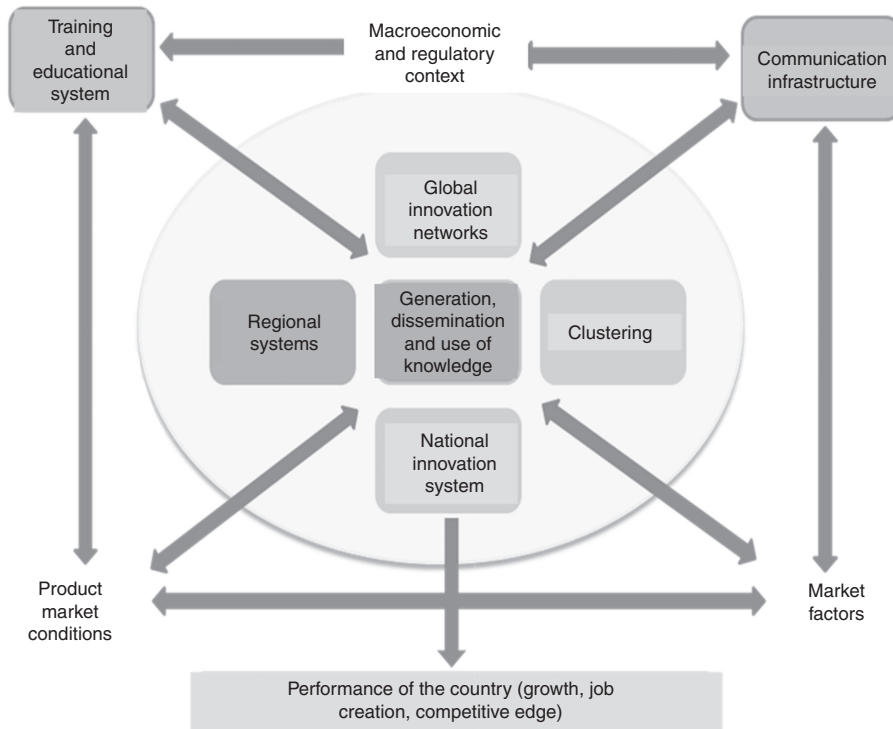 Training
and
educational
system
Macroeconomic
and regulatory
context
Communication
infrastructure
Global
innovation
networks
Regional
systems
Generation,
dissemination
and use of
knowledge
Clustering
National
innovation
system
Product
market
conditions
Market
factors
Performance of the country (growth, job
creation, competitive edge)